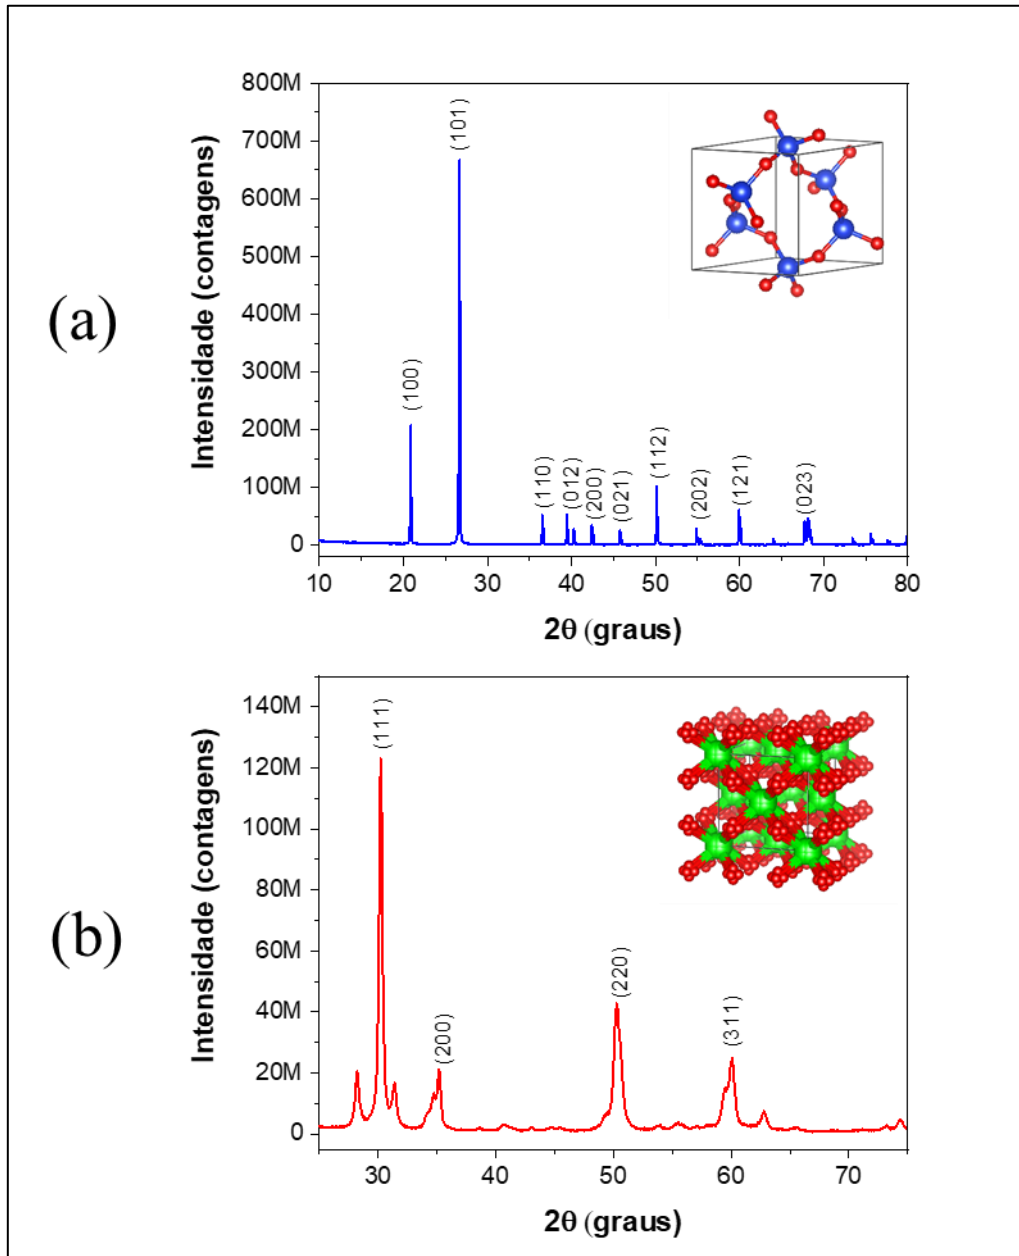 (a)
Intensidade (contagens)
800M
700M
600M
500M
400M
300M
200M
100M
0
(100)
(101)
(110)
(012)
(200)
(021)
(112)
(202)
(121)
(023)
10 20 30 40 50 60 70 80
2θ (graus)
(b)
Intensidade (contagens)
140M
120M
100M
80M
60M
40M
20M
0
(111)
(200)
(220)
(311)
30 40 50 60 70
2θ (graus)